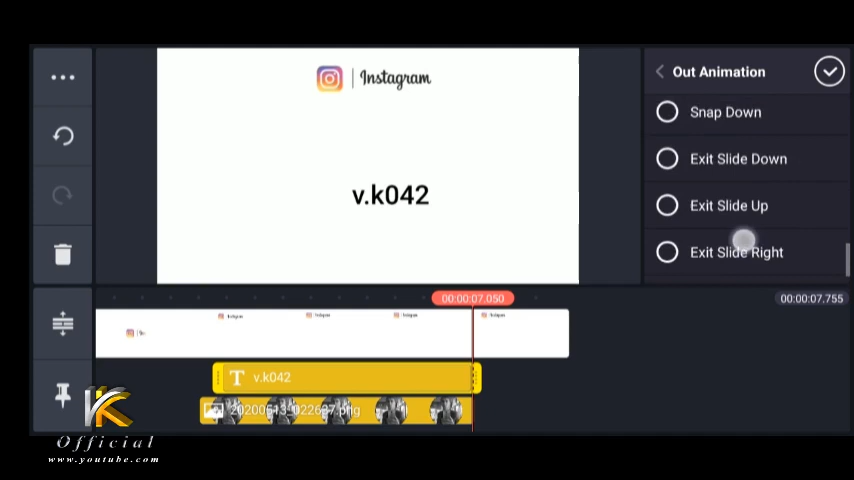 Instagram
Out Animation
Snap Down
Exit Slide Down
v.k042
Exit Slide Up
Exit Slide Right
00:00:07.050
00:00:07.755
T v.k042
20200513_022637.png
Official
www.youtube.com